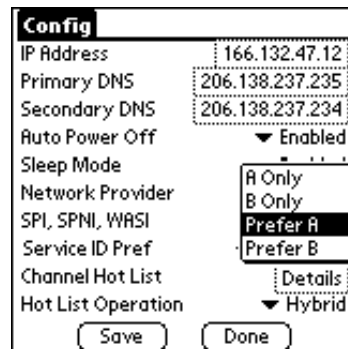 Config
IP Address 166.132.47.12
Primary DNS 206.138.237.235
Secondary DNS 206.138.237.234
Auto Power Off Enabled
Sleep Mode
A Only
Network Provider
B Only
SPI, SPNI, WASI
Prefer A
Service ID Pref
Prefer B
Channel Hot List Details
Hot List Operation Hybrid
Save Done